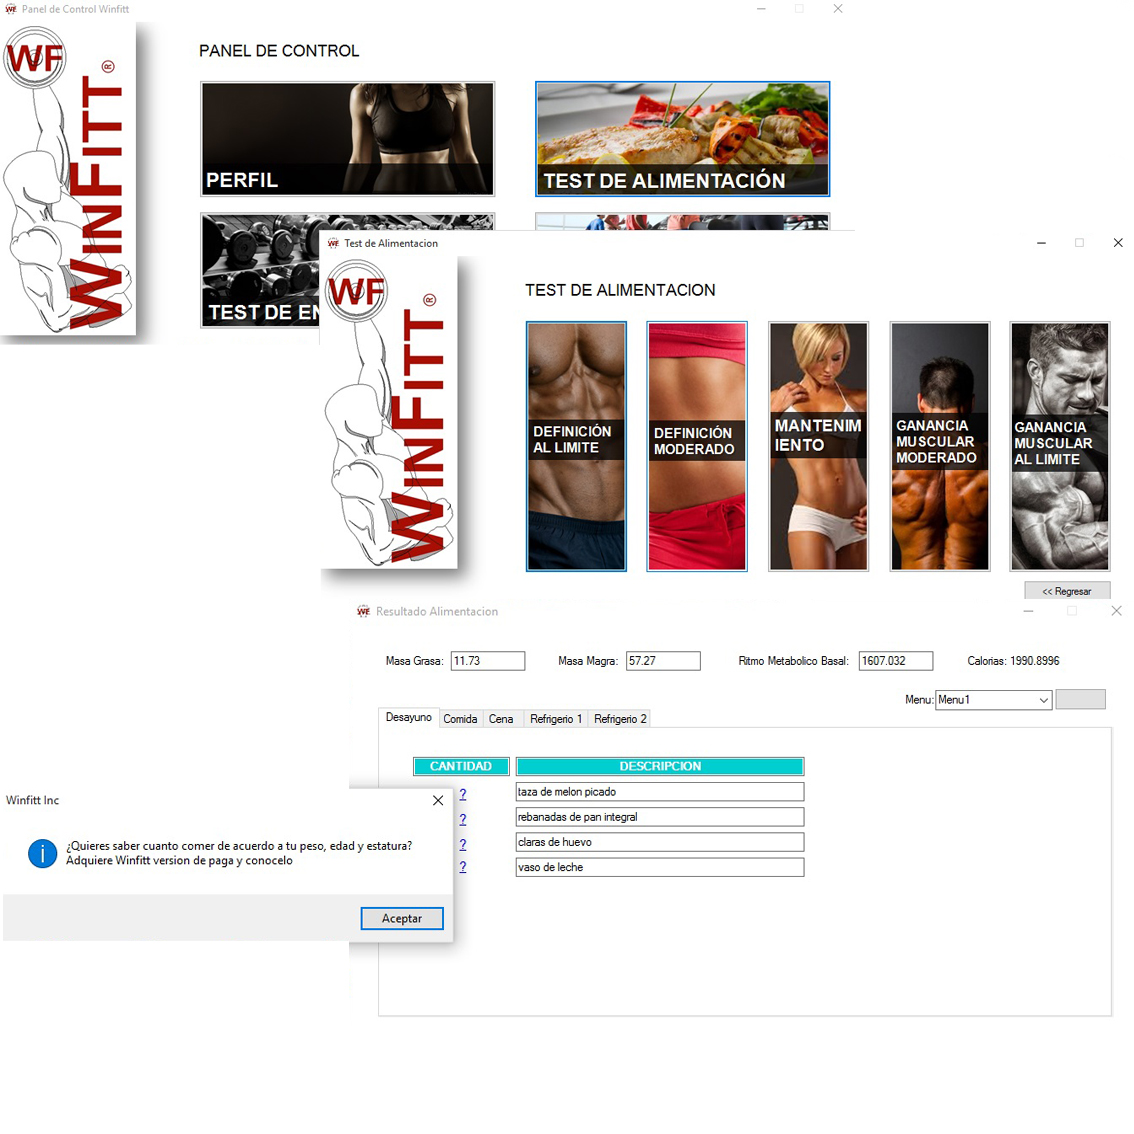 Panel de Control Winfitt
WF
WINFITT®
PANEL DE CONTROL
PERFIL
TEST DE ALIMENTACIÓN
TEST DE EN
Test de Alimentacion
WF
WINFITT®
TEST DE ALIMENTACION
DEFINICIÓN
AL LIMITE
DEFINICIÓN
MODERADO
MANTENIM
IENTO
GANANCIA
MUSCULAR
MODERADO
GANANCIA
MUSCULAR
AL LIMITE
<< Regresar
WF Resultado Alimentacion
Masa Grasa: 11.73 Masa Magra: 57.27 Ritmo Metabolico Basal: 1607.032 Calorias: 1990.8996
Menu: Menu1
Desayuno Comida Cena Refrigerio 1 Refrigerio 2
CANTIDAD DESCRIPCION
? taza de melon picado
? rebanadas de pan integral
? claras de huevo
? vaso de leche
Winfitt Inc
¿Quieres saber cuanto comer de acuerdo a tu peso, edad y estatura?
Adquiere Winfitt version de paga y conocelo
Aceptar